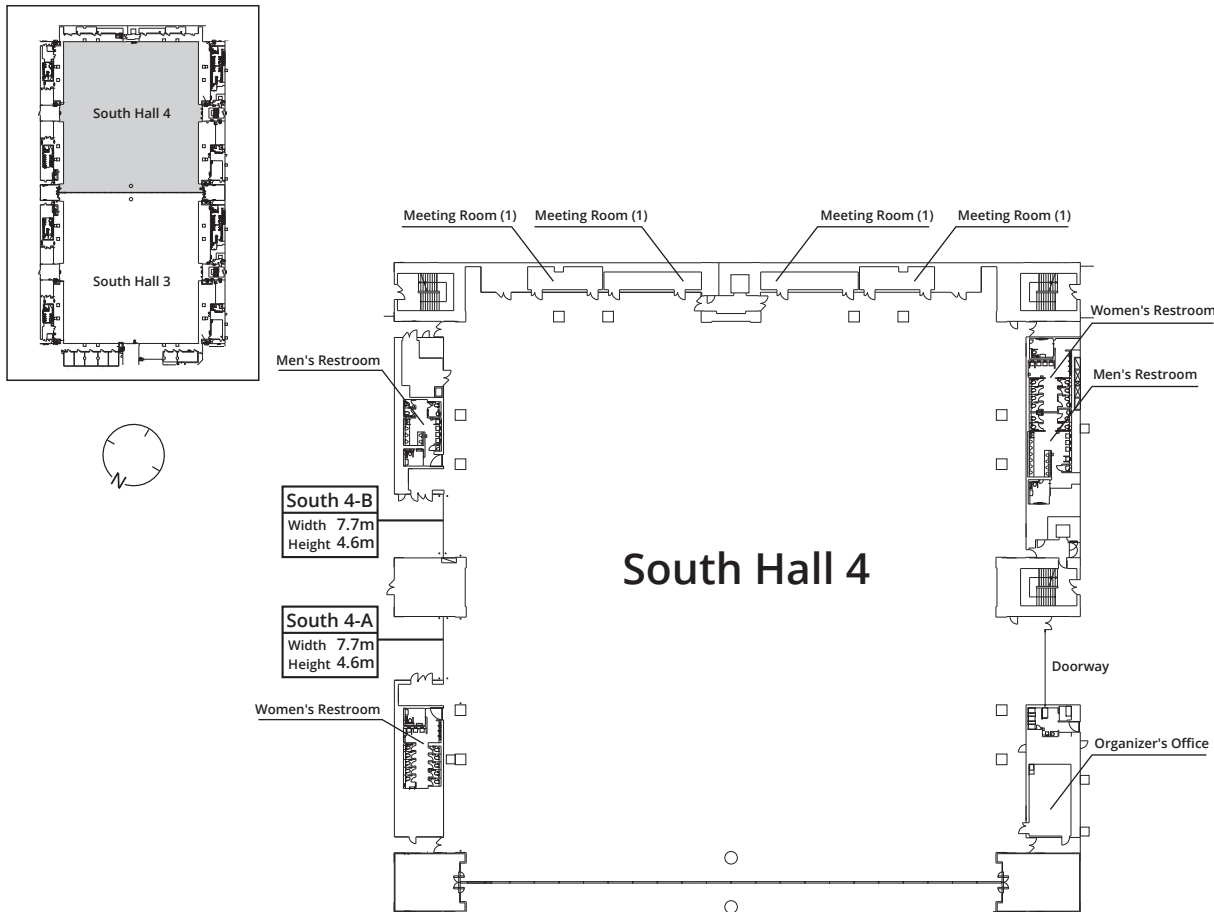 South Hall 4
South Hall 3
N
Meeting Room (1)
Meeting Room (1)
Meeting Room (1)
Meeting Room (1)
Women's Restroom
Men's Restroom
Men's Restroom
South 4-B
Width 7.7m
Height 4.6m
South Hall 4
South 4-A
Width 7.7m
Height 4.6m
Doorway
Women's Restroom
Organizer's Office